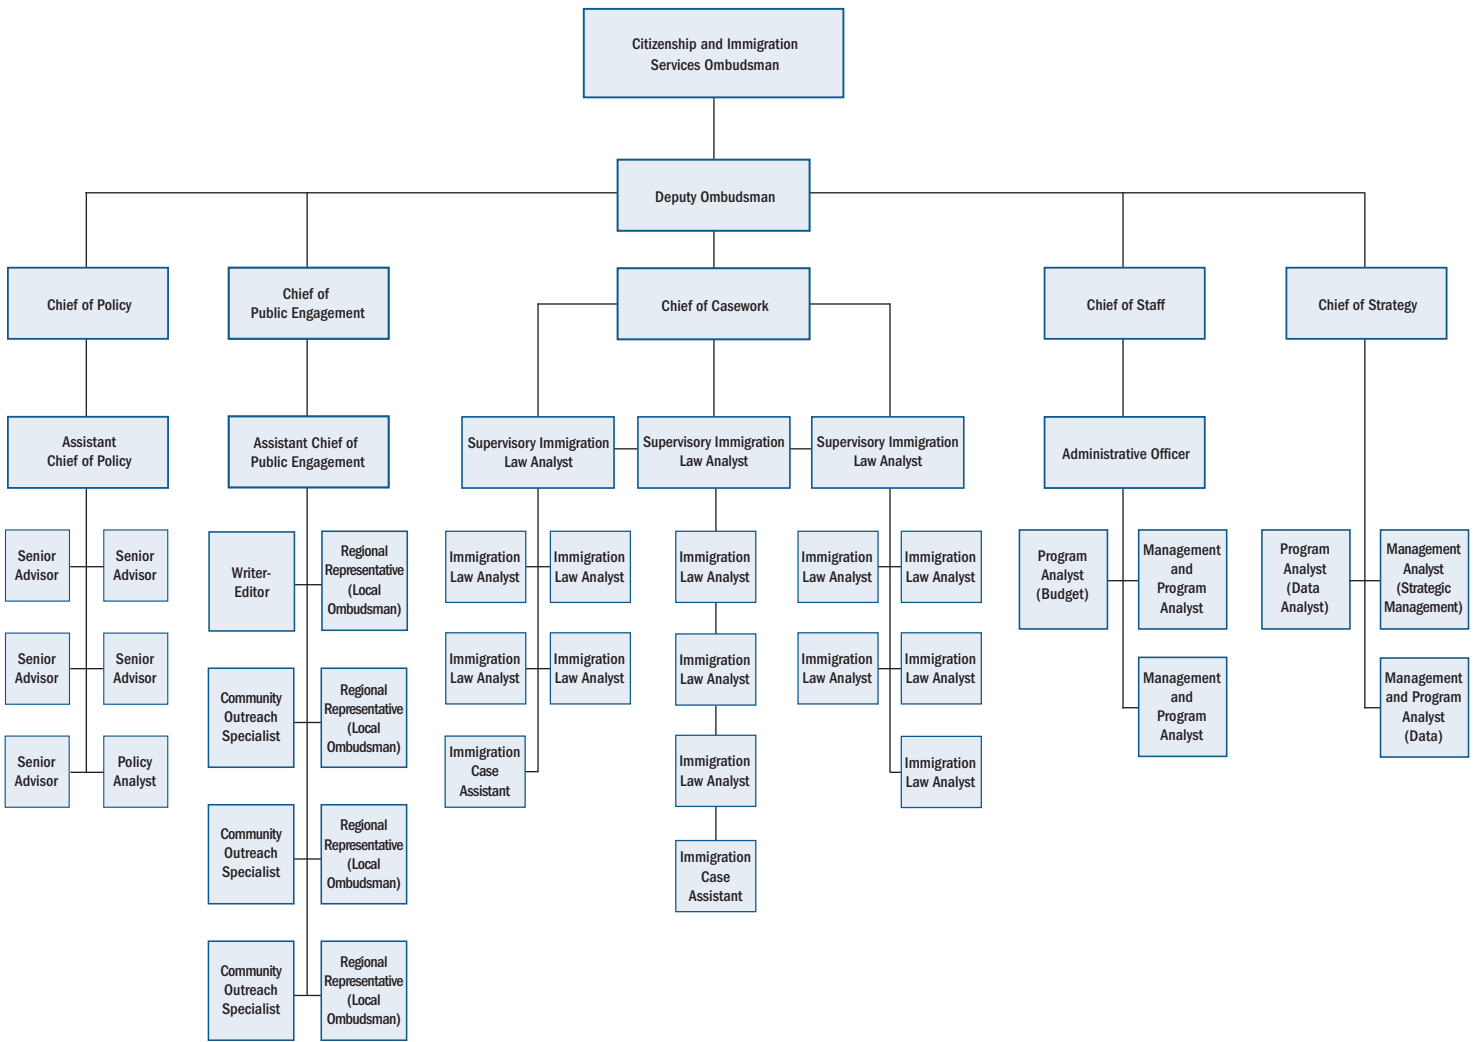 Citizenship and Immigration
Services Ombudsman
Deputy Ombudsman
Chief of Policy
Chief of
Public Engagement
Chief of Casework
Chief of Staff
Chief of Strategy
Assistant
Chief of Policy
Assistant Chief of
Public Engagement
Supervisory Immigration
Law Analyst
Supervisory Immigration
Law Analyst
Supervisory Immigration
Law Analyst
Administrative Officer
Senior
Advisor
Senior
Advisor
Senior
Advisor
Senior
Advisor
Senior
Advisor
Policy
Analyst
Writer-
Editor
Regional
Representative
(Local
Ombudsman)
Community
Outreach
Specialist
Regional
Representative
(Local
Ombudsman)
Community
Outreach
Specialist
Regional
Representative
(Local
Ombudsman)
Community
Outreach
Specialist
Regional
Representative
(Local
Ombudsman)
Immigration
Law Analyst
Immigration
Law Analyst
Immigration
Law Analyst
Immigration
Law Analyst
Immigration
Case
Assistant
Immigration
Law Analyst
Immigration
Law Analyst
Immigration
Law Analyst
Immigration
Case
Assistant
Immigration
Law Analyst
Immigration
Law Analyst
Immigration
Law Analyst
Immigration
Law Analyst
Immigration
Law Analyst
Program
Analyst
(Budget)
Management
and
Program
Analyst
Management
and
Program
Analyst
Program
Analyst
(Data
Analyst)
Management
Analyst
(Strategic
Management)
Management
and Program
Analyst
(Data)